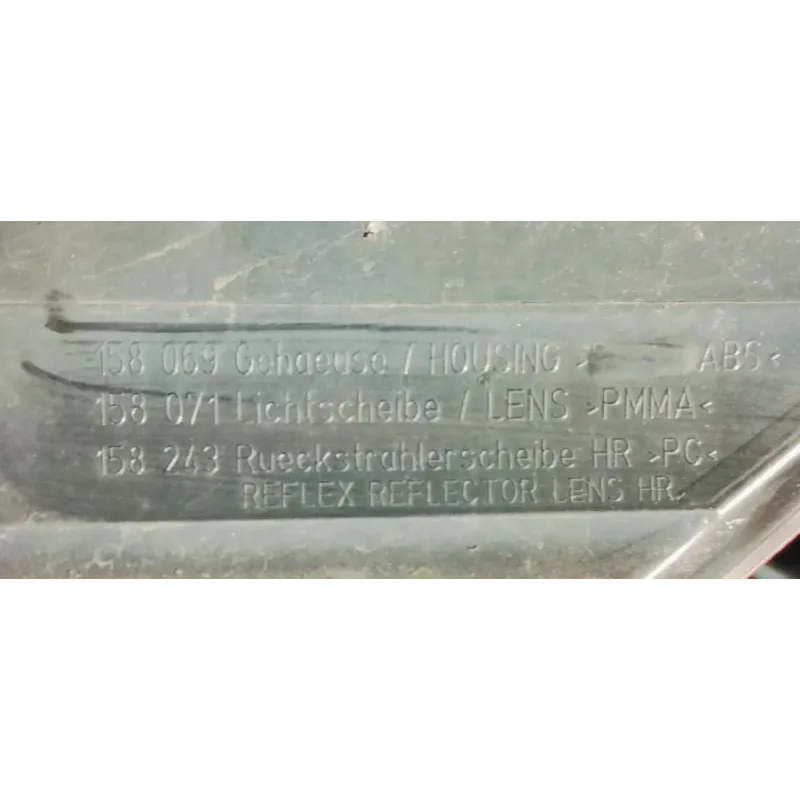 158 069 Gehaeuse / HOUSING > ABS<
158 071 Lichtscheibe / LENS >PMMA<
158 243 Rueckstrahlerscheibe HR >PC<
REFLEX REFLECTOR LENS HR